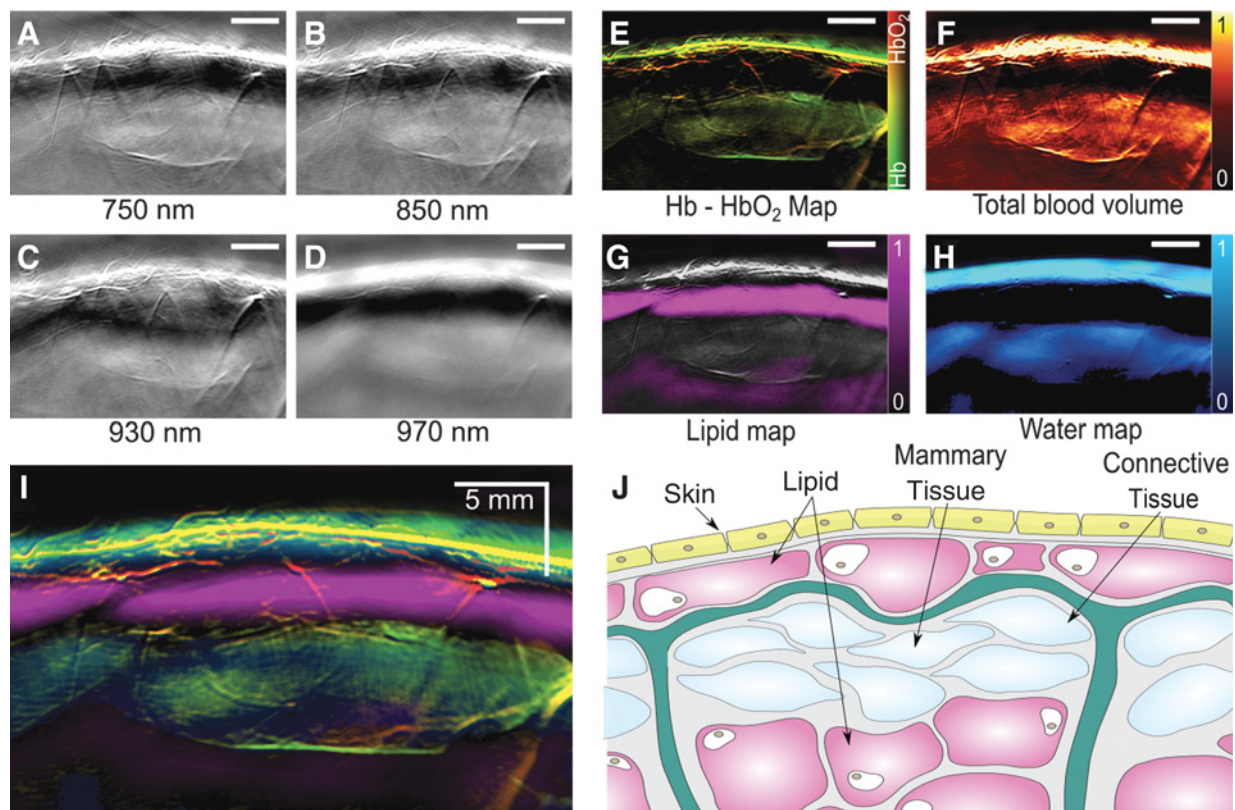 A
B
750 nm
850 nm
C
D
930 nm
970 nm
E
HbO₂
Hb
Hb - HbO₂ Map
F
1
0
Total blood volume
G
1
0
Lipid map
H
1
0
Water map
I
5 mm
J
Skin
Lipid
Mammary
Tissue
Connective
Tissue